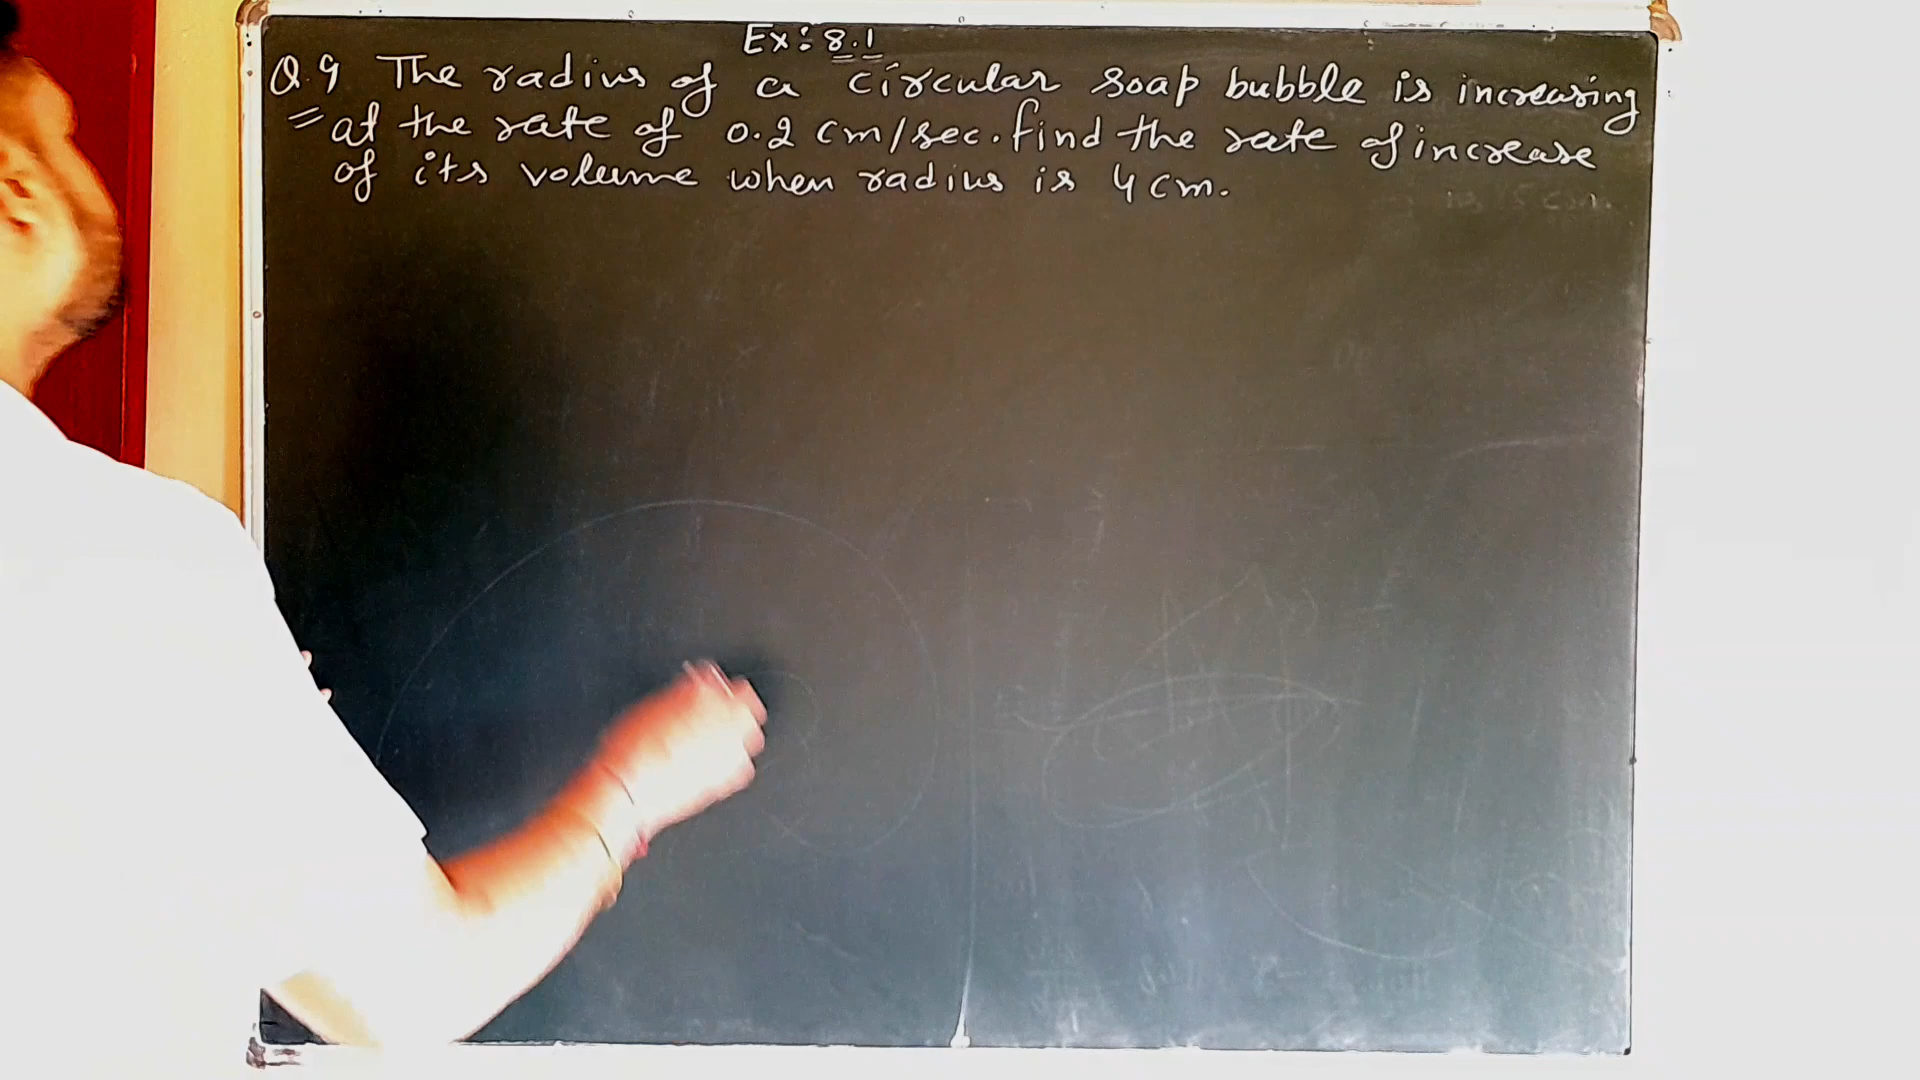 Ex: 8.1
Q.9 The radius of a circular soap bubble is increasing
at the rate of 0.2 cm/sec. find the rate of increase
of its volume when radius is 4 cm.